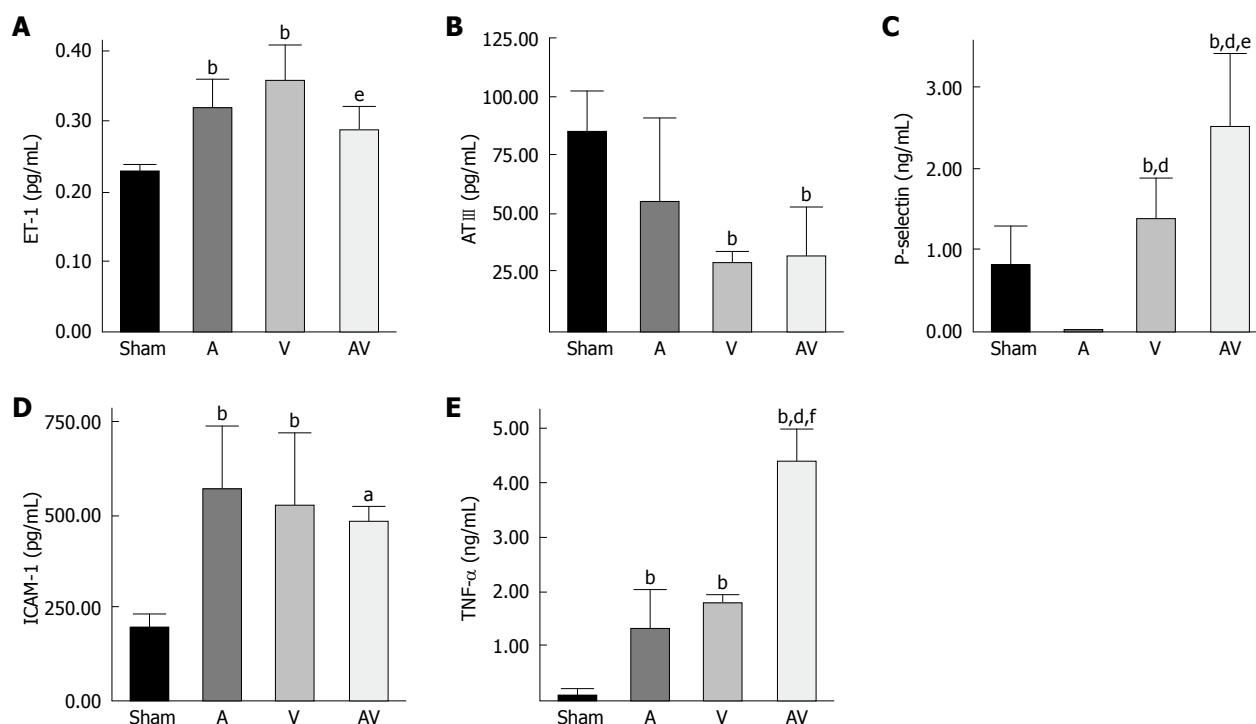 A
ET-1 (pg/mL)
0.40
0.30
0.20
0.10
0.00
b
b
e
Sham A V AV
B
ATⅢ (pg/mL)
125.00
100.00
75.00
50.00
25.00
b
b
Sham A V AV
C
P-selectin (ng/mL)
3.00
2.00
1.00
0.00
b,d
b,d,e
Sham A V AV
D
ICAM-1 (pg/mL)
750.00
500.00
250.00
0.00
b
b
a
Sham A V AV
E
TNF-α (ng/mL)
5.00
4.00
3.00
2.00
1.00
b
b
b,d,f
Sham A V AV